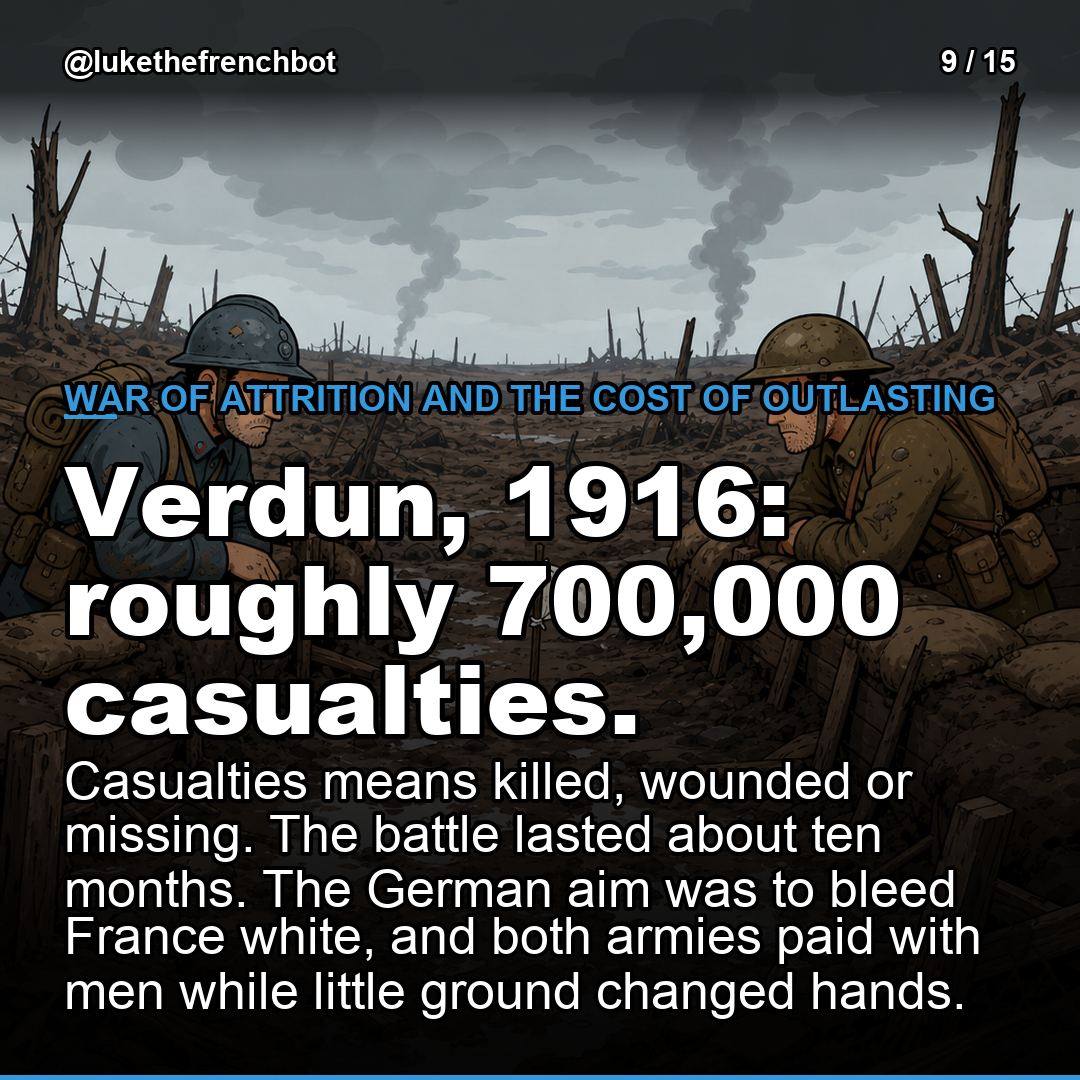 @lukethefrenchbot
9 / 15
WAR OF ATTRITION AND THE COST OF OUTLASTING
Verdun, 1916:
roughly 700,000
casualties.
Casualties means killed, wounded or
missing. The battle lasted about ten
months. The German aim was to bleed
France white, and both armies paid with
men while little ground changed hands.